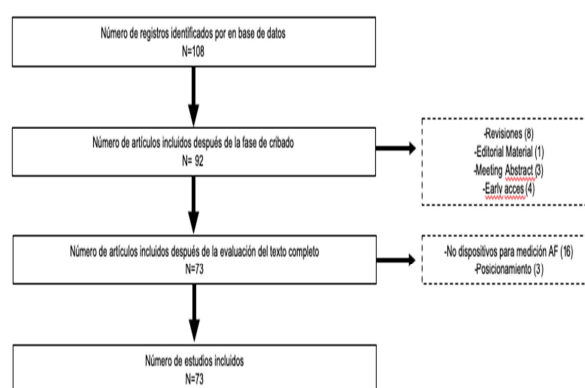 Número de registros identificados por en base de datos
N=108
Número de artículos incluidos después de la fase de cribado
N= 92
-Revisiones (8)
-Editorial Material (1)
-Meeting Abstract (3)
-Early acces (4)
Número de artículos incluidos después de la evaluación del texto completo
N=73
-No dispositivos para medición AF (16)
-Posicionamiento (3)
Número de estudios incluidos
N=73